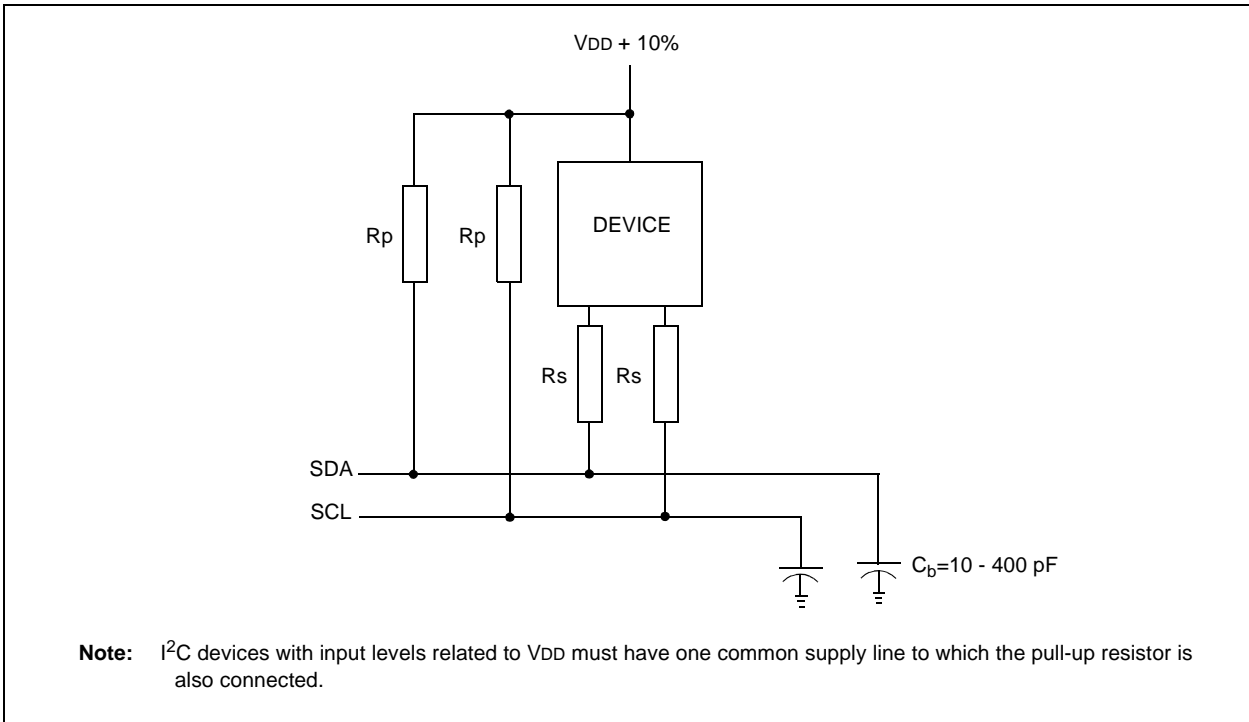 VDD + 10%
DEVICE
Rp Rp
Rs Rs
SDA
SCL
Cb=10 - 400 pF
Note: I2C devices with input levels related to VDD must have one common supply line to which the pull-up resistor is
also connected.